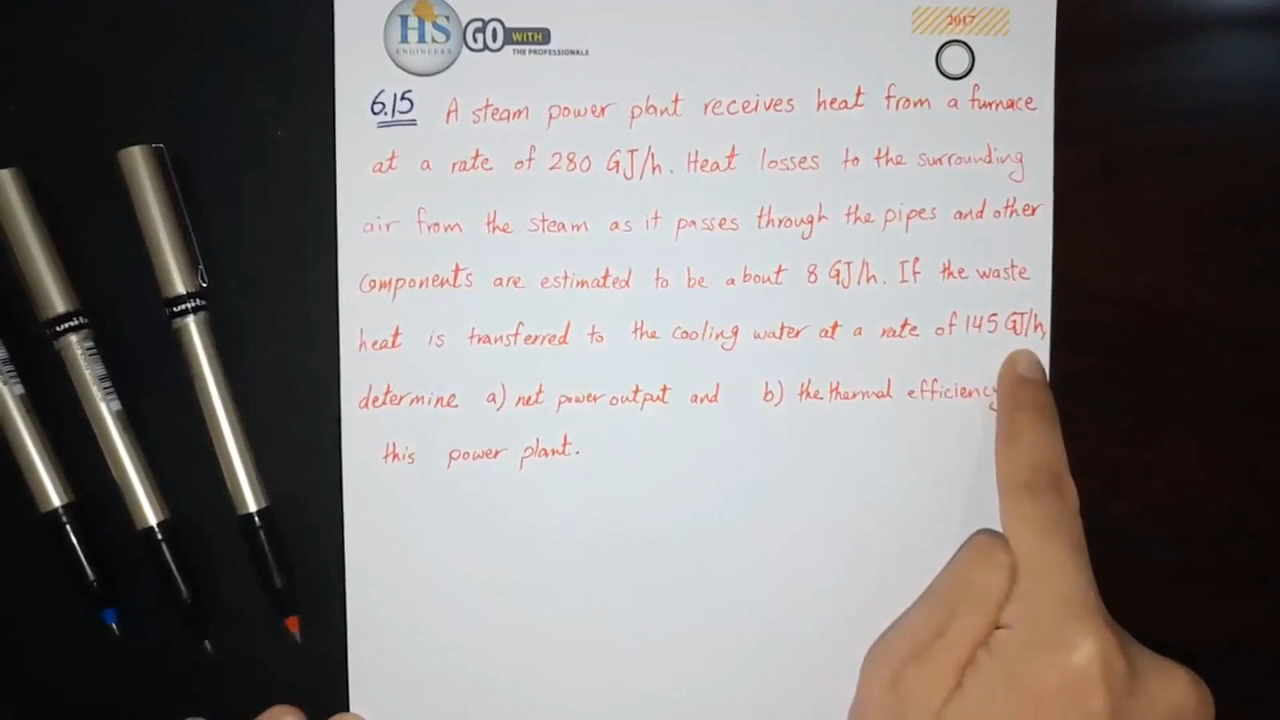 HS
ENGINEERS
GO WITH
THE PROFESSIONALS
2017
6.15 A steam power plant receives heat from a furnace
at a rate of 280 GJ/h. Heat losses to the surrounding
air from the steam as it passes through the pipes and other
components are estimated to be about 8 GJ/h. If the waste
heat is transferred to the cooling water at a rate of 145 GJ/h,
determine a) net power output and b) the thermal efficiency
this power plant.
uni
uni